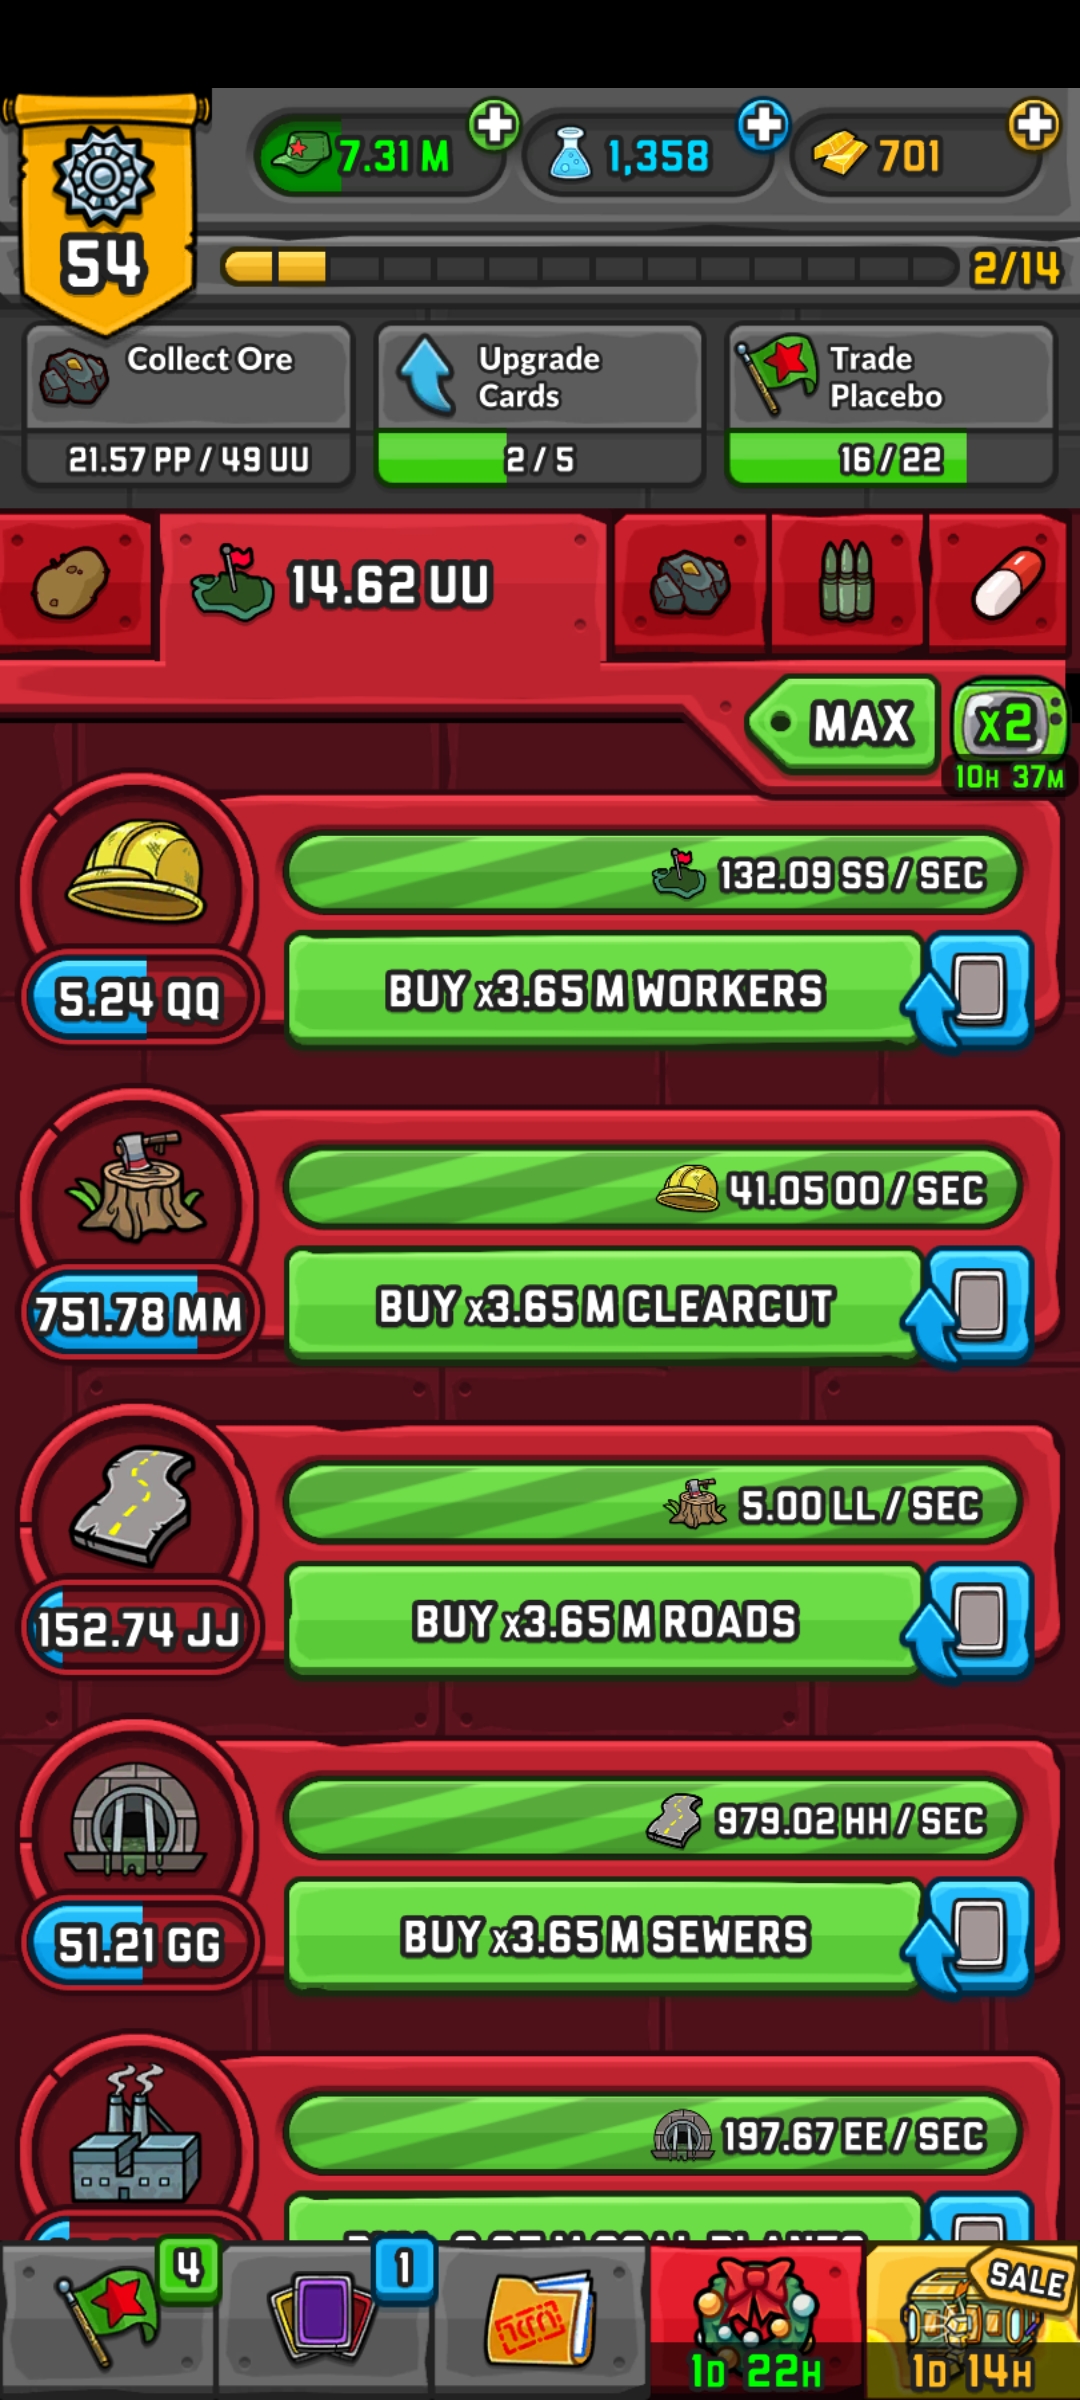 7.31 M
1,358
701
54
2/14
Collect Ore
21.57 PP / 49 UU
Upgrade
Cards
2 / 5
Trade
Placebo
16 / 22
14.62 UU
MAX
x2
10H 37M
132.09 SS / SEC
5.24 QQ
BUY x3.65 M WORKERS
41.05 OO / SEC
751.78 MM
BUY x3.65 M CLEARCUT
5.00 LL / SEC
152.74 JJ
BUY x3.65 M ROADS
979.02 HH / SEC
51.21 GG
BUY x3.65 M SEWERS
197.67 EE / SEC
4
1
SALE
1D 22H
1D 14H